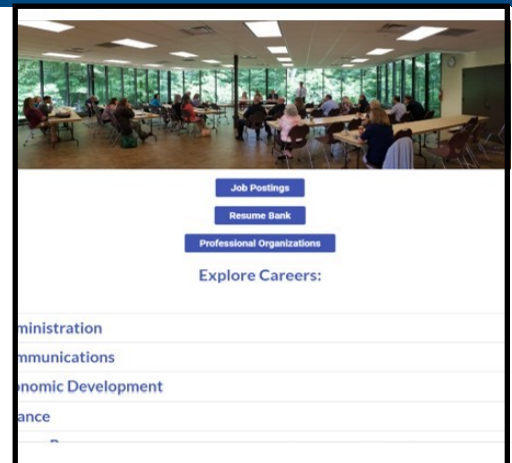 Job Postings
Resume Bank
Professional Organizations
Explore Careers:
ministration
mmunications
nomic Development
ance